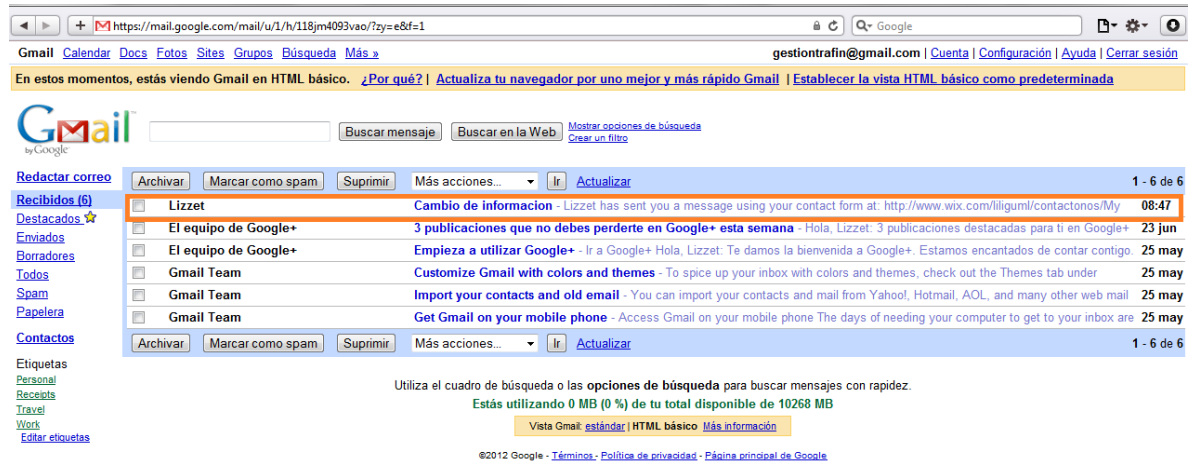 https://mail.google.com/mail/u/1/h/118jm4093vao/?zy=e&f=1 Google
Gmail Calendar Docs Fotos Sites Grupos Búsqueda Más » gestiontrafin@gmail.com | Cuenta | Configuración | Ayuda | Cerrar sesión
En estos momentos, estás viendo Gmail en HTML básico. ¿Por qué? | Actualiza tu navegador por uno mejor y más rápido Gmail | Establecer la vista HTML básico como predeterminada
Gmail by Google
Buscar mensaje Buscar en la Web Mostrar opciones de búsqueda
Crear un filtro
Redactar correo
Recibidos (6)
Destacados
Enviados
Borradores
Todos
Spam
Papelera
Contactos
Etiquetas
Personal
Receipts
Travel
Work
Editar etiquetas
Archivar Marcar como spam Suprimir Más acciones... Ir Actualizar 1 - 6 de 6
Lizzet Cambio de informacion - Lizzet has sent you a message using your contact form at: http://www.wix.com/liliguml/contactonos/My 08:47
El equipo de Google+ 3 publicaciones que no debes perderte en Google+ esta semana - Hola, Lizzet: 3 publicaciones destacadas para ti en Google+ 23 jun
El equipo de Google+ Empieza a utilizar Google+ - Ir a Google+ Hola, Lizzet: Te damos la bienvenida a Google+. Estamos encantados de contar contigo. 25 may
Gmail Team Customize Gmail with colors and themes - To spice up your inbox with colors and themes, check out the Themes tab under 25 may
Gmail Team Import your contacts and old email - You can import your contacts and mail from Yahoo!, Hotmail, AOL, and many other web mail 25 may
Gmail Team Get Gmail on your mobile phone - Access Gmail on your mobile phone The days of needing your computer to get to your inbox are 25 may
Archivar Marcar como spam Suprimir Más acciones... Ir Actualizar 1 - 6 de 6
Utiliza el cuadro de búsqueda o las opciones de búsqueda para buscar mensajes con rapidez.
Estás utilizando 0 MB (0 %) de tu total disponible de 10268 MB
Vista Gmail: estándar | HTML básico Más información
©2012 Google - Términos - Política de privacidad - Página principal de Google